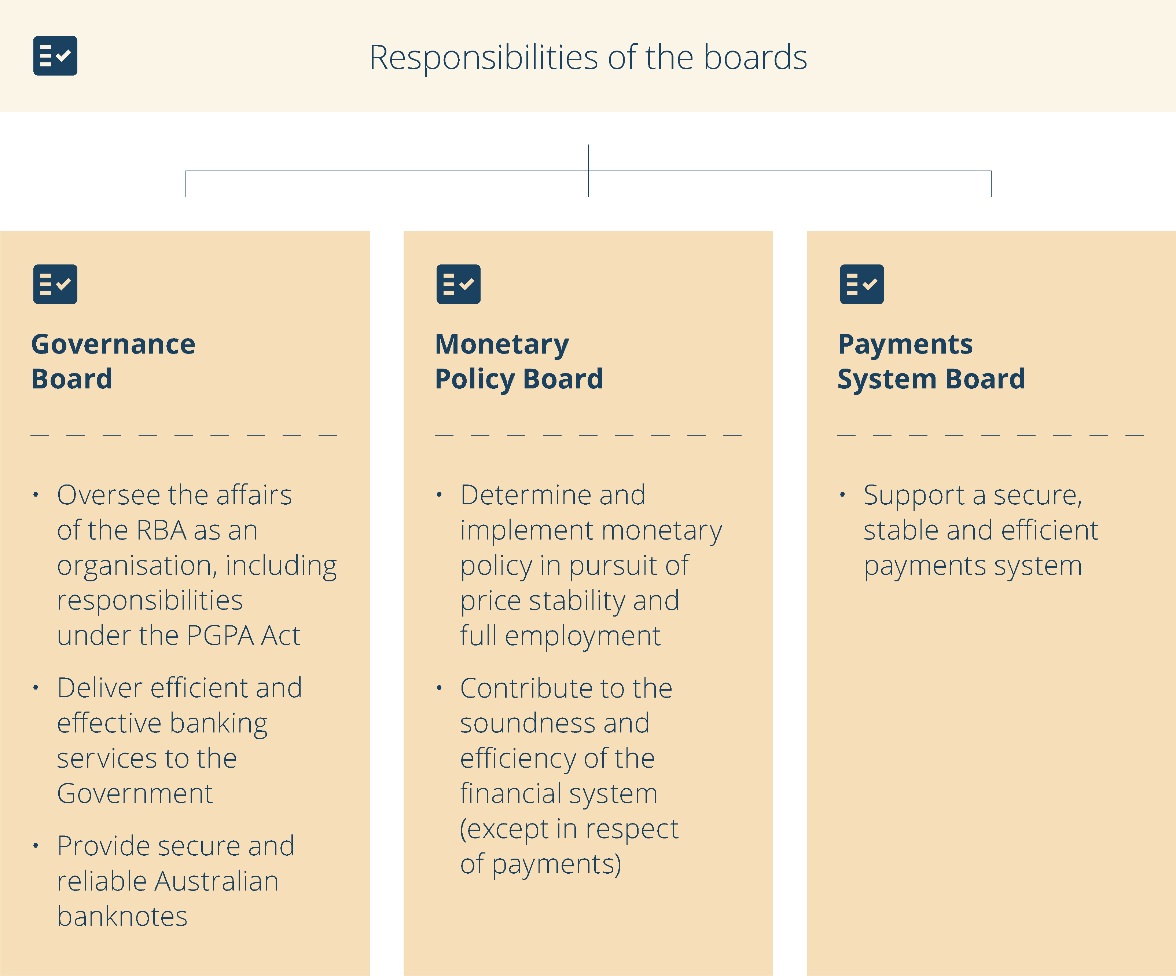 Responsibilities of the boards
Governance
Board
• Oversee the affairs
of the RBA as an
organisation, including
responsibilities
under the PGPA Act
• Deliver efficient and
effective banking
services to the
Government
• Provide secure and
reliable Australian
banknotes
Monetary
Policy Board
• Determine and
implement monetary
policy in pursuit of
price stability and
full employment
• Contribute to the
soundness and
efficiency of the
financial system
(except in respect
of payments)
Payments
System Board
• Support a secure,
stable and efficient
payments system